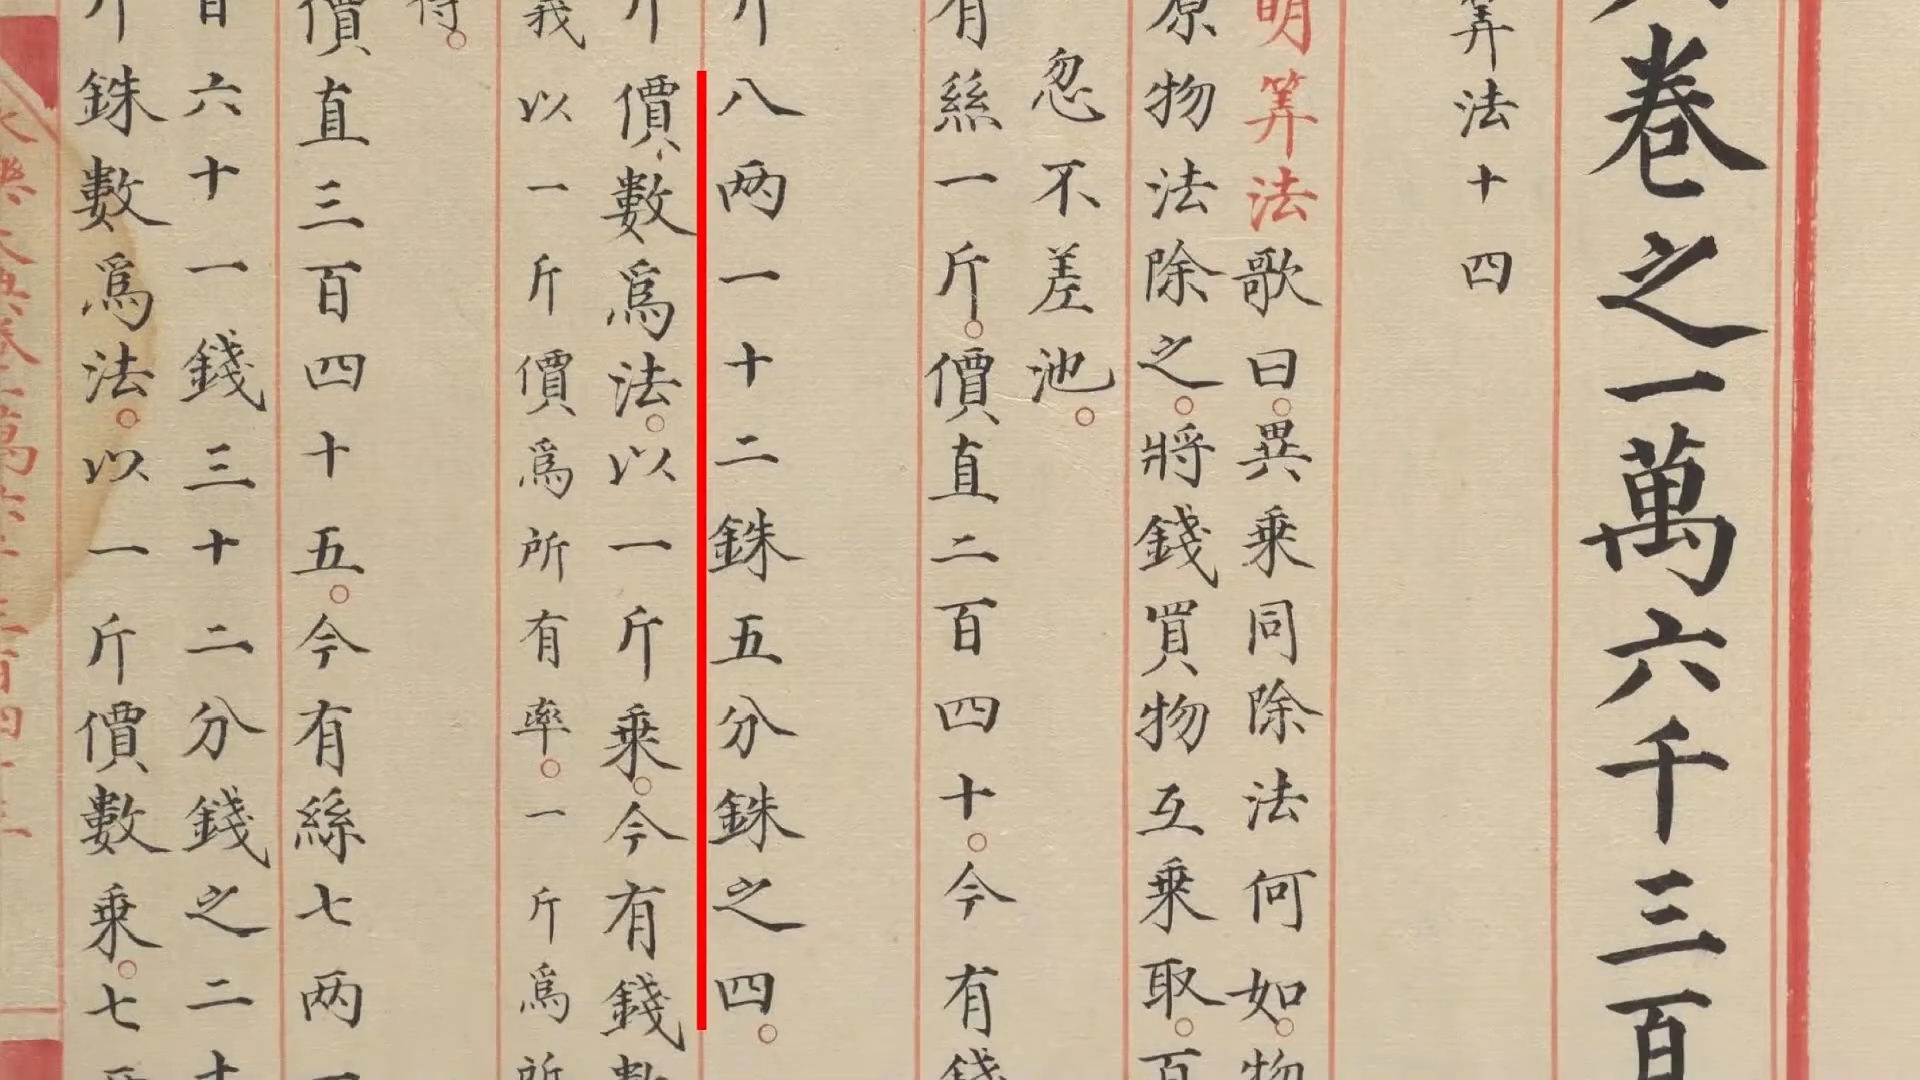 卷之一萬六千三百
筭法十四
明筭法歌曰異乘同除法何如物
原物法除之將錢買物互乘取百
忽不差池
有絲一斤價直二百四十今有錢
斤八两一十二銖五分銖之四
斤價數爲法以一斤乘今有錢數
義以一斤價爲所有率一斤爲所
得
價直三百四十五今有絲七两一
百六十一錢三十二分錢之二十
斤銖數爲法以一斤價數乘七